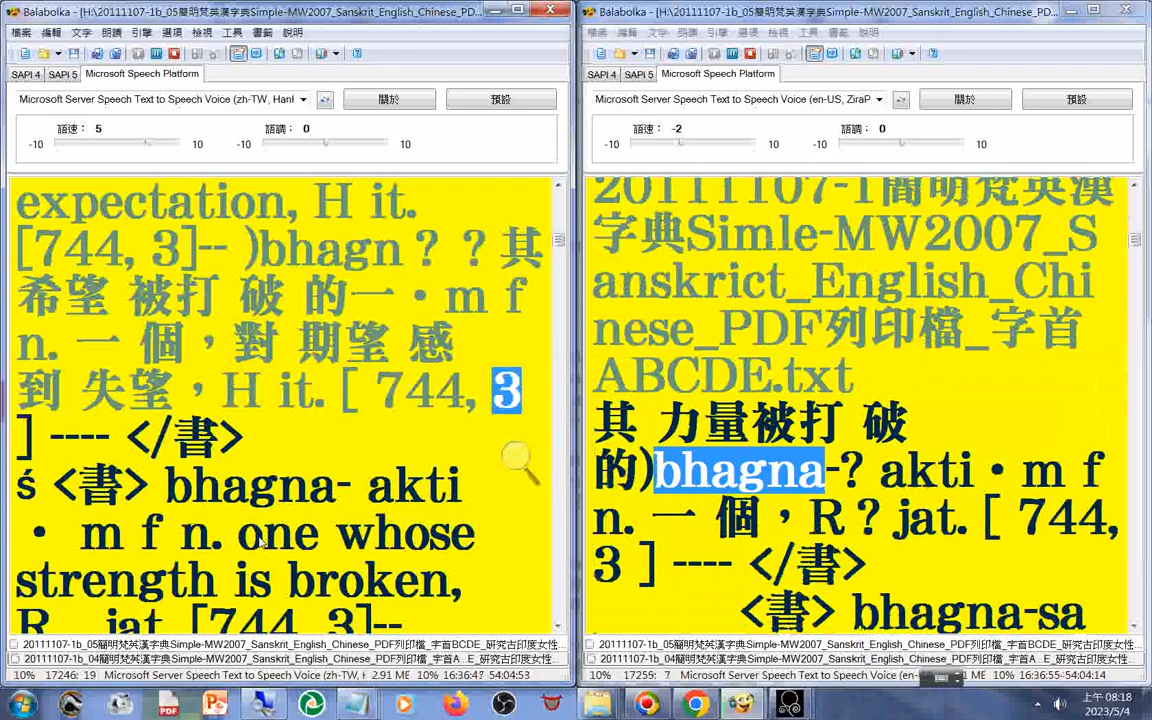 Balabolka - [H:\20111107-1b_05簡明梵英漢字典Simple-MW2007_Sanskrit_English_Chinese_PD...
檔案 編輯 文字 朗讀 引擎 選項 檢視 工具 書籤 說明
SAPI 4 SAPI 5 Microsoft Speech Platform
Microsoft Server Speech Text to Speech Voice (zh-TW, Hanl
關於 預設
語速： 5 語調： 0
-10 10 -10 10
expectation, H it.
[744, 3]-- )bhagn？？其
希望 被打 破 的一・m f
n. 一 個，對 期望 感
到 失望，H it. [ 744, 3
] ---- </書>
ś <書> bhagna- akti
・ m f n. one whose
strength is broken,
R jat. [744, 3]--
20111107-1b_05簡明梵英漢字典Simple-MW2007_Sanskrit_English_Chinese_PDF列印檔_字首BCDE_研究古印度女性...
20111107-1b_04簡明梵英漢字典Simple-MW2007_Sanskrit_English_Chinese_PDF列印檔_字首A...E_研究古印度女性...
10% 17246: 19 Microsoft Server Speech Text to Speech Voice (zh-TW, 2.91 ME 10% 16:36:47 54:04:53
Balabolka - [H:\20111107-1b_05簡明梵英漢字典Simple-MW2007_Sanskrit_English_Chinese_PD...
檔案 編輯 文字 朗讀 引擎 選項 檢視 工具 書籤 說明
SAPI 4 SAPI 5 Microsoft Speech Platform
Microsoft Server Speech Text to Speech Voice (en-US, ZiraP
關於 預設
語速： -2 語調： 0
-10 10 -10 10
20111107-1簡明梵英漢
字典Simle-MW2007_S
anskrict_English_Chi
nese_PDF列印檔_字首
ABCDE.txt
其 力量被打 破
的)bhagna-? akti・m f
n. 一 個，R？jat. [ 744,
3 ] ---- </書>
<書> bhagna-sa
20111107-1b_05簡明梵英漢字典Simple-MW2007_Sanskrit_English_Chinese_PDF列印檔_字首BCDE_研究古印度女性...
20111107-1b_04簡明梵英漢字典Simple-MW2007_Sanskrit_English_Chinese_PDF列印檔_字首A...E_研究古印度女性...
10% 17259: 7 Microsoft Server Speech Text to Speech Voice ME 10% 16:36:55 54:04:14
PDF
上午 08:18
2023/5/4